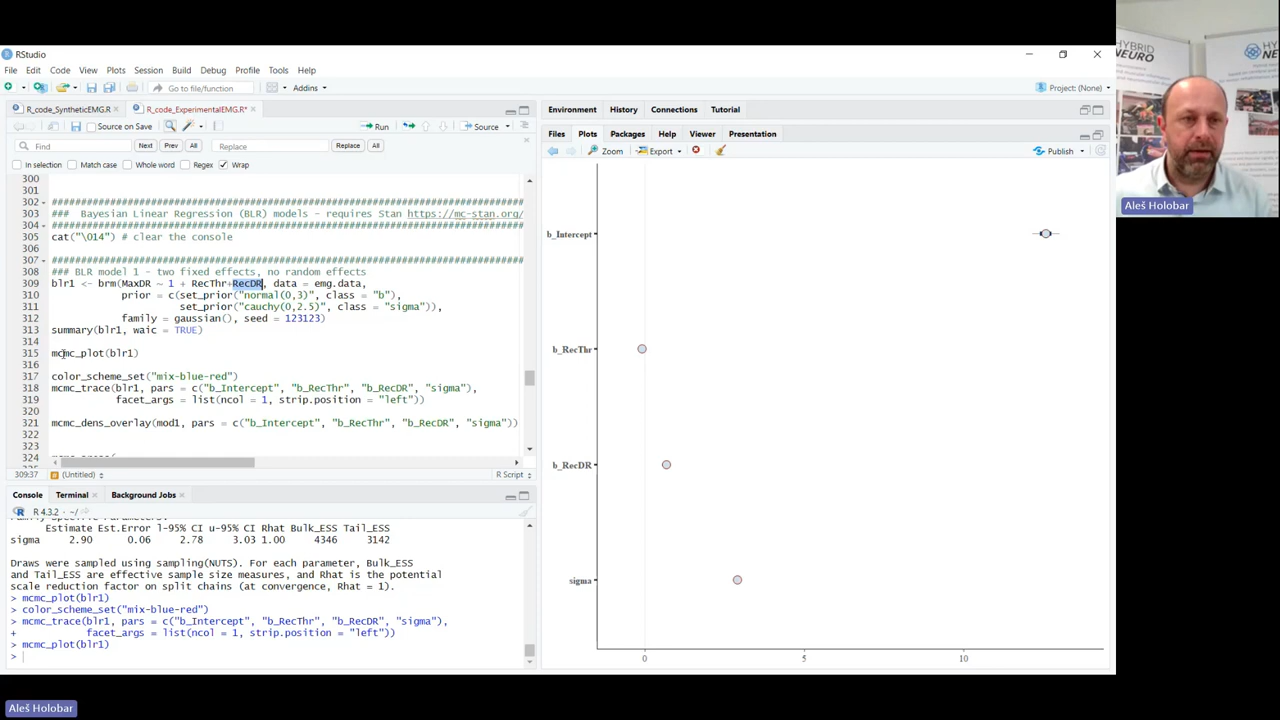 RStudio
File Edit Code View Plots Session Build Debug Profile Tools Help
Go to file/function Addins Project: (None)
R_code_SyntheticEMG.R R_code_ExperimentalEMG.R*
Source on Save Run Source
Find Next Prev All Replace Replace All
In selection Match case Whole word Regex Wrap
300
301
302 ################################################
303 ### Bayesian Linear Regression (BLR) models - requires Stan https://mc-stan.org/
304
305 cat("\014") # clear the console
306
307
308 ### BLR model 1 - two fixed effects, no random effects
309 blr1 <- brm(MaxDR ~ 1 + RecThr+RecDR, data = emg.data,
310 prior = c(set_prior("normal(0,3)", class = "b"),
311 set_prior("cauchy(0,2.5)", class = "sigma")),
312 family = gaussian(), seed = 123123)
313 summary(blr1, waic = TRUE)
314
315 mcmc_plot(blr1)
316
317 color_scheme_set("mix-blue-red")
318 mcmc_trace(blr1, pars = c("b_Intercept", "b_RecThr", "b_RecDR", "sigma"),
319 facet_args = list(ncol = 1, strip.position = "left"))
320
321 mcmc_dens_overlay(mod1, pars = c("b_Intercept", "b_RecThr", "b_RecDR", "sigma"))
322
323
324
309:37 (Untitled) R Script
Console Terminal Background Jobs
R 4.3.2 · ~/
Estimate Est.Error l-95% CI u-95% CI Rhat Bulk_ESS Tail_ESS
sigma 2.90 0.06 2.78 3.03 1.00 4346 3142
Draws were sampled using sampling(NUTS). For each parameter, Bulk_ESS
and Tail_ESS are effective sample size measures, and Rhat is the potential
scale reduction factor on split chains (at convergence, Rhat = 1).
> mcmc_plot(blr1)
> color_scheme_set("mix-blue-red")
> mcmc_trace(blr1, pars = c("b_Intercept", "b_RecThr", "b_RecDR", "sigma"),
+ facet_args = list(ncol = 1, strip.position = "left"))
> mcmc_plot(blr1)
>
Environment History Connections Tutorial
Files Plots Packages Help Viewer Presentation
Zoom Export Publish
b_Intercept
b_RecThr
b_RecDR
sigma
0 5 10
HYBRID
NEURO
Aleš Holobar
Aleš Holobar